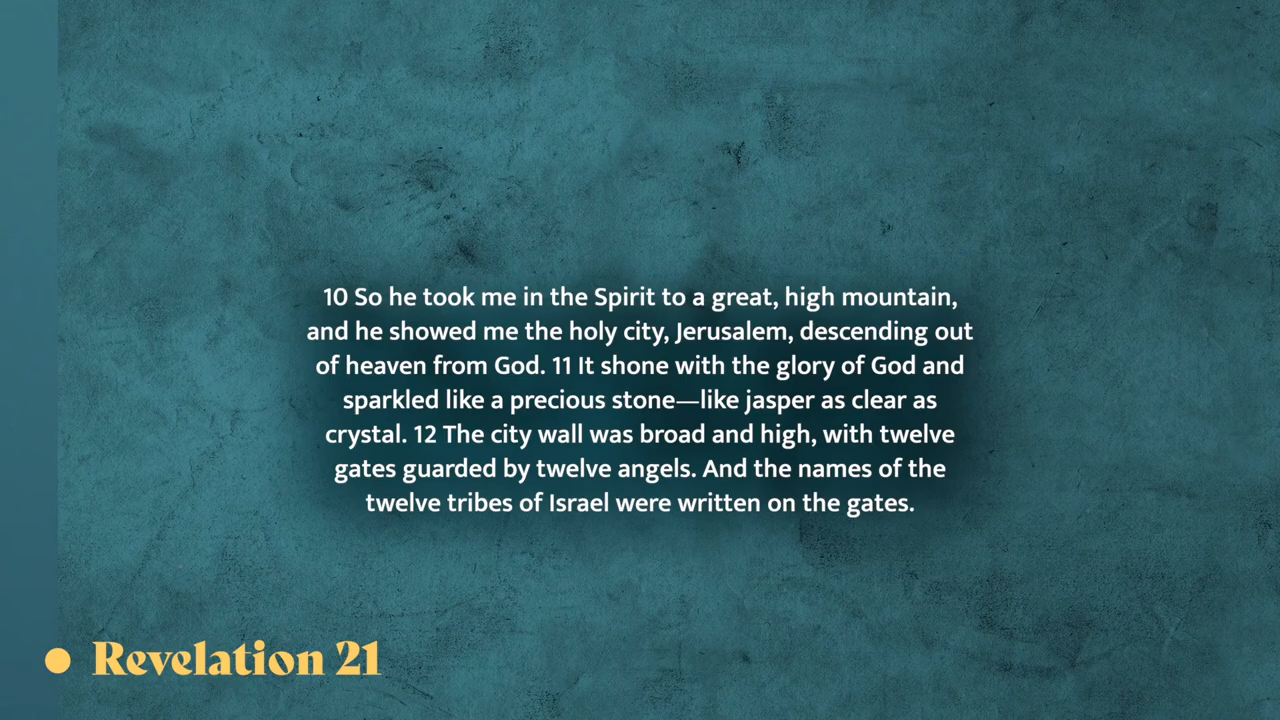 10 So he took me in the Spirit to a great, high mountain,
and he showed me the holy city, Jerusalem, descending out
of heaven from God. 11 It shone with the glory of God and
sparkled like a precious stone—like jasper as clear as
crystal. 12 The city wall was broad and high, with twelve
gates guarded by twelve angels. And the names of the
twelve tribes of Israel were written on the gates.
Revelation 21